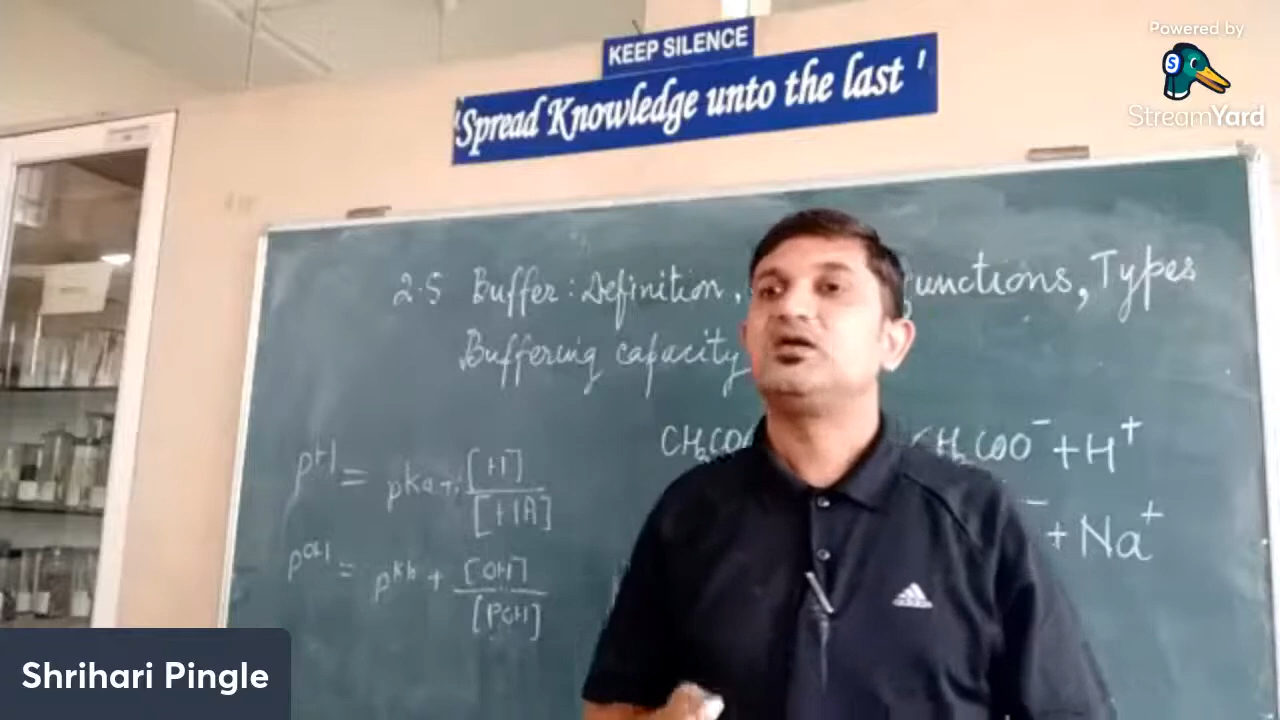 Powered by
S
StreamYard
KEEP SILENCE
'Spread Knowledge unto the last'
2.5 Buffer: Definition, unctions, Types
Buffering capacity
CH₃COO CH₃COO⁻ + H⁺
⁻ + Na⁺
pH = pKa + [H]
[HA]
pOH = pKb + [OH]
[POH]
Shrihari Pingle